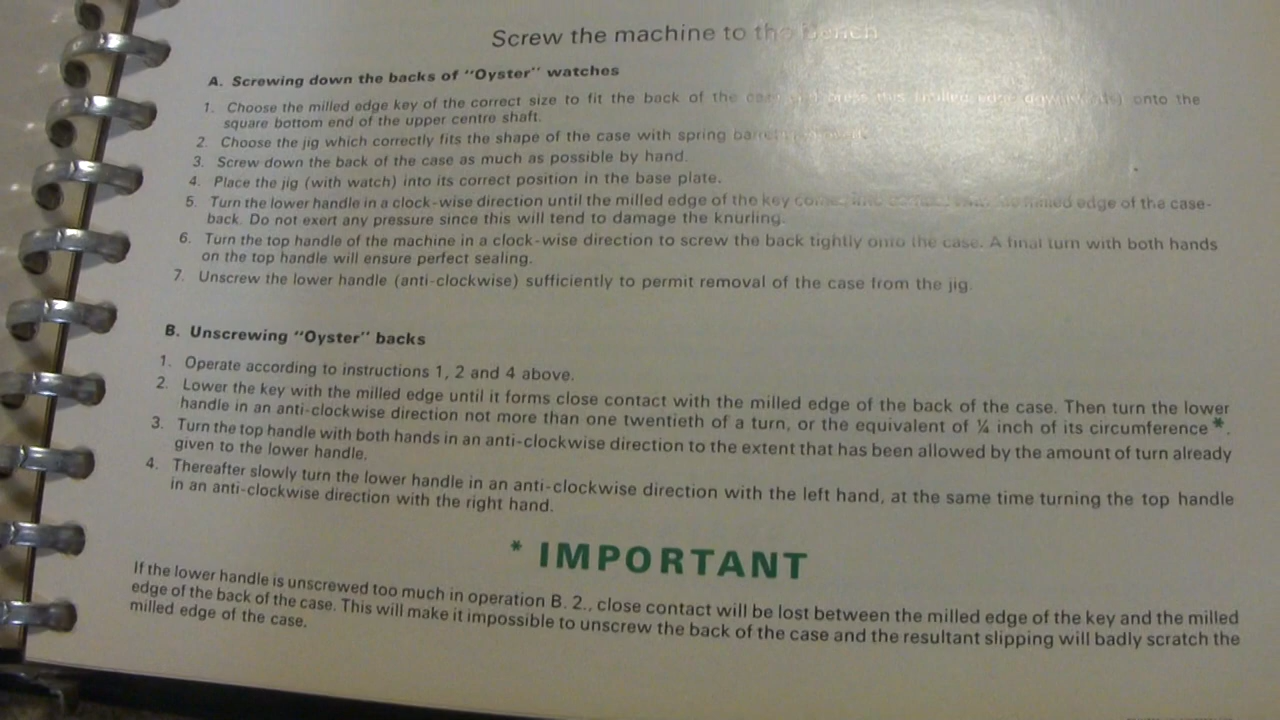 Screw the machine to the bench
A. Screwing down the backs of "Oyster" watches
1. Choose the milled edge key of the correct size to fit the back of the onto the
square bottom end of the upper centre shaft.
2. Choose the jig which correctly fits the shape of the case with spring
3. Screw down the back of the case as much as possible by hand.
4. Place the jig (with watch) into its correct position in the base plate.
5. Turn the lower handle in a clock-wise direction until the milled edge of the key comes into contact milled edge of the case-
back. Do not exert any pressure since this will tend to damage the knurling.
6. Turn the top handle of the machine in a clock-wise direction to screw the back tightly onto the case. A final turn with both hands
on the top handle will ensure perfect sealing.
7. Unscrew the lower handle (anti-clockwise) sufficiently to permit removal of the case from the jig.
B. Unscrewing "Oyster" backs
1. Operate according to instructions 1, 2 and 4 above.
2. Lower the key with the milled edge until it forms close contact with the milled edge of the back of the case. Then turn the lower
handle in an anti-clockwise direction not more than one twentieth of a turn, or the equivalent of ¼ inch of its circumference *.
3. Turn the top handle with both hands in an anti-clockwise direction to the extent that has been allowed by the amount of turn already
given to the lower handle.
4. Thereafter slowly turn the lower handle in an anti-clockwise direction with the left hand, at the same time turning the top handle
in an anti-clockwise direction with the right hand.
* IMPORTANT
If the lower handle is unscrewed too much in operation B. 2., close contact will be lost between the milled edge of the key and the milled
edge of the back of the case. This will make it impossible to unscrew the back of the case and the resultant slipping will badly scratch the
milled edge of the case.